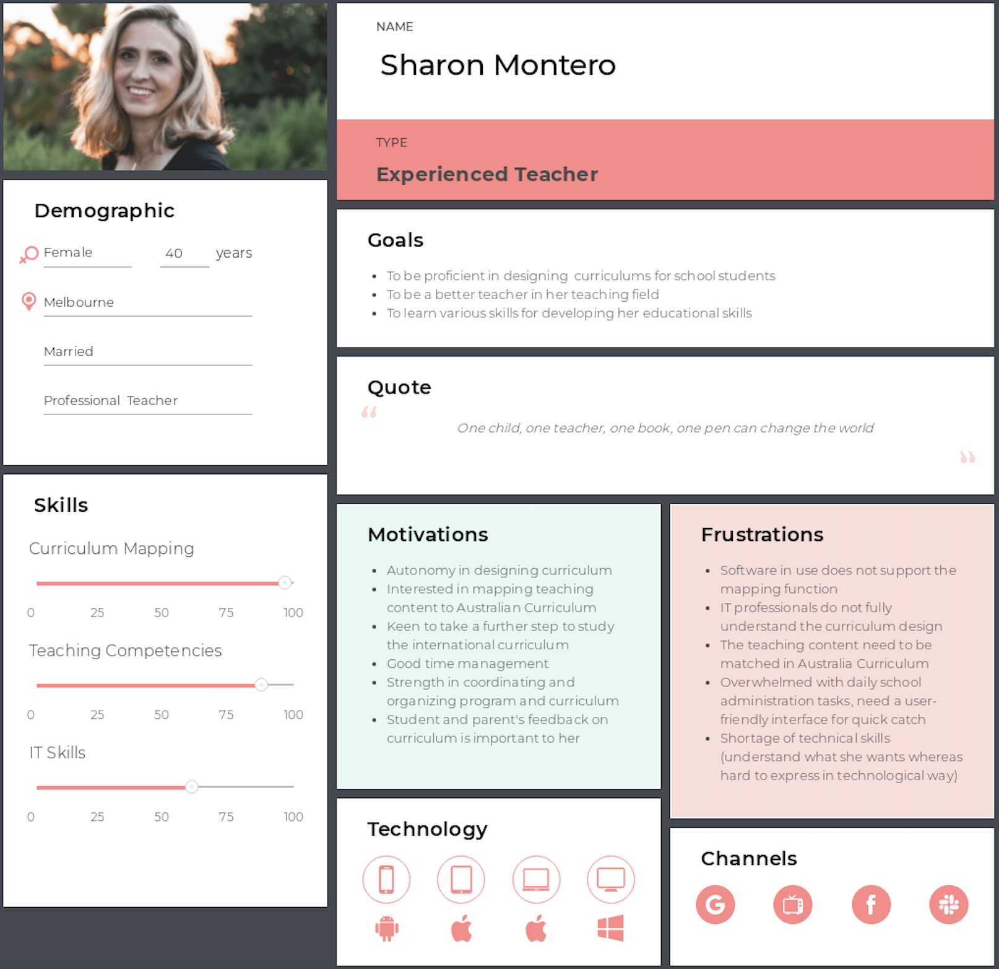 NAME
Sharon Montero
TYPE
Experienced Teacher
Demographic
Female 40 years
Melbourne
Married
Professional Teacher
Skills
Curriculum Mapping
0 25 50 75 100
Teaching Competencies
0 25 50 75 100
IT Skills
0 25 50 75 100
Goals
• To be proficient in designing curriculums for school students
• To be a better teacher in her teaching field
• To learn various skills for developing her educational skills
Quote
“
One child, one teacher, one book, one pen can change the world
”
Motivations
• Autonomy in designing curriculum
• Interested in mapping teaching
content to Australian Curriculum
• Keen to take a further step to study
the international curriculum
• Good time management
• Strength in coordinating and
organizing program and curriculum
• Student and parent's feedback on
curriculum is important to her
Frustrations
• Software in use does not support the
mapping function
• IT professionals do not fully
understand the curriculum design
• The teaching content need to be
matched in Australia Curriculum
• Overwhelmed with daily school
administration tasks, need a user-
friendly interface for quick catch
• Shortage of technical skills
(understand what she wants whereas
hard to express in technological way)
Technology
Channels